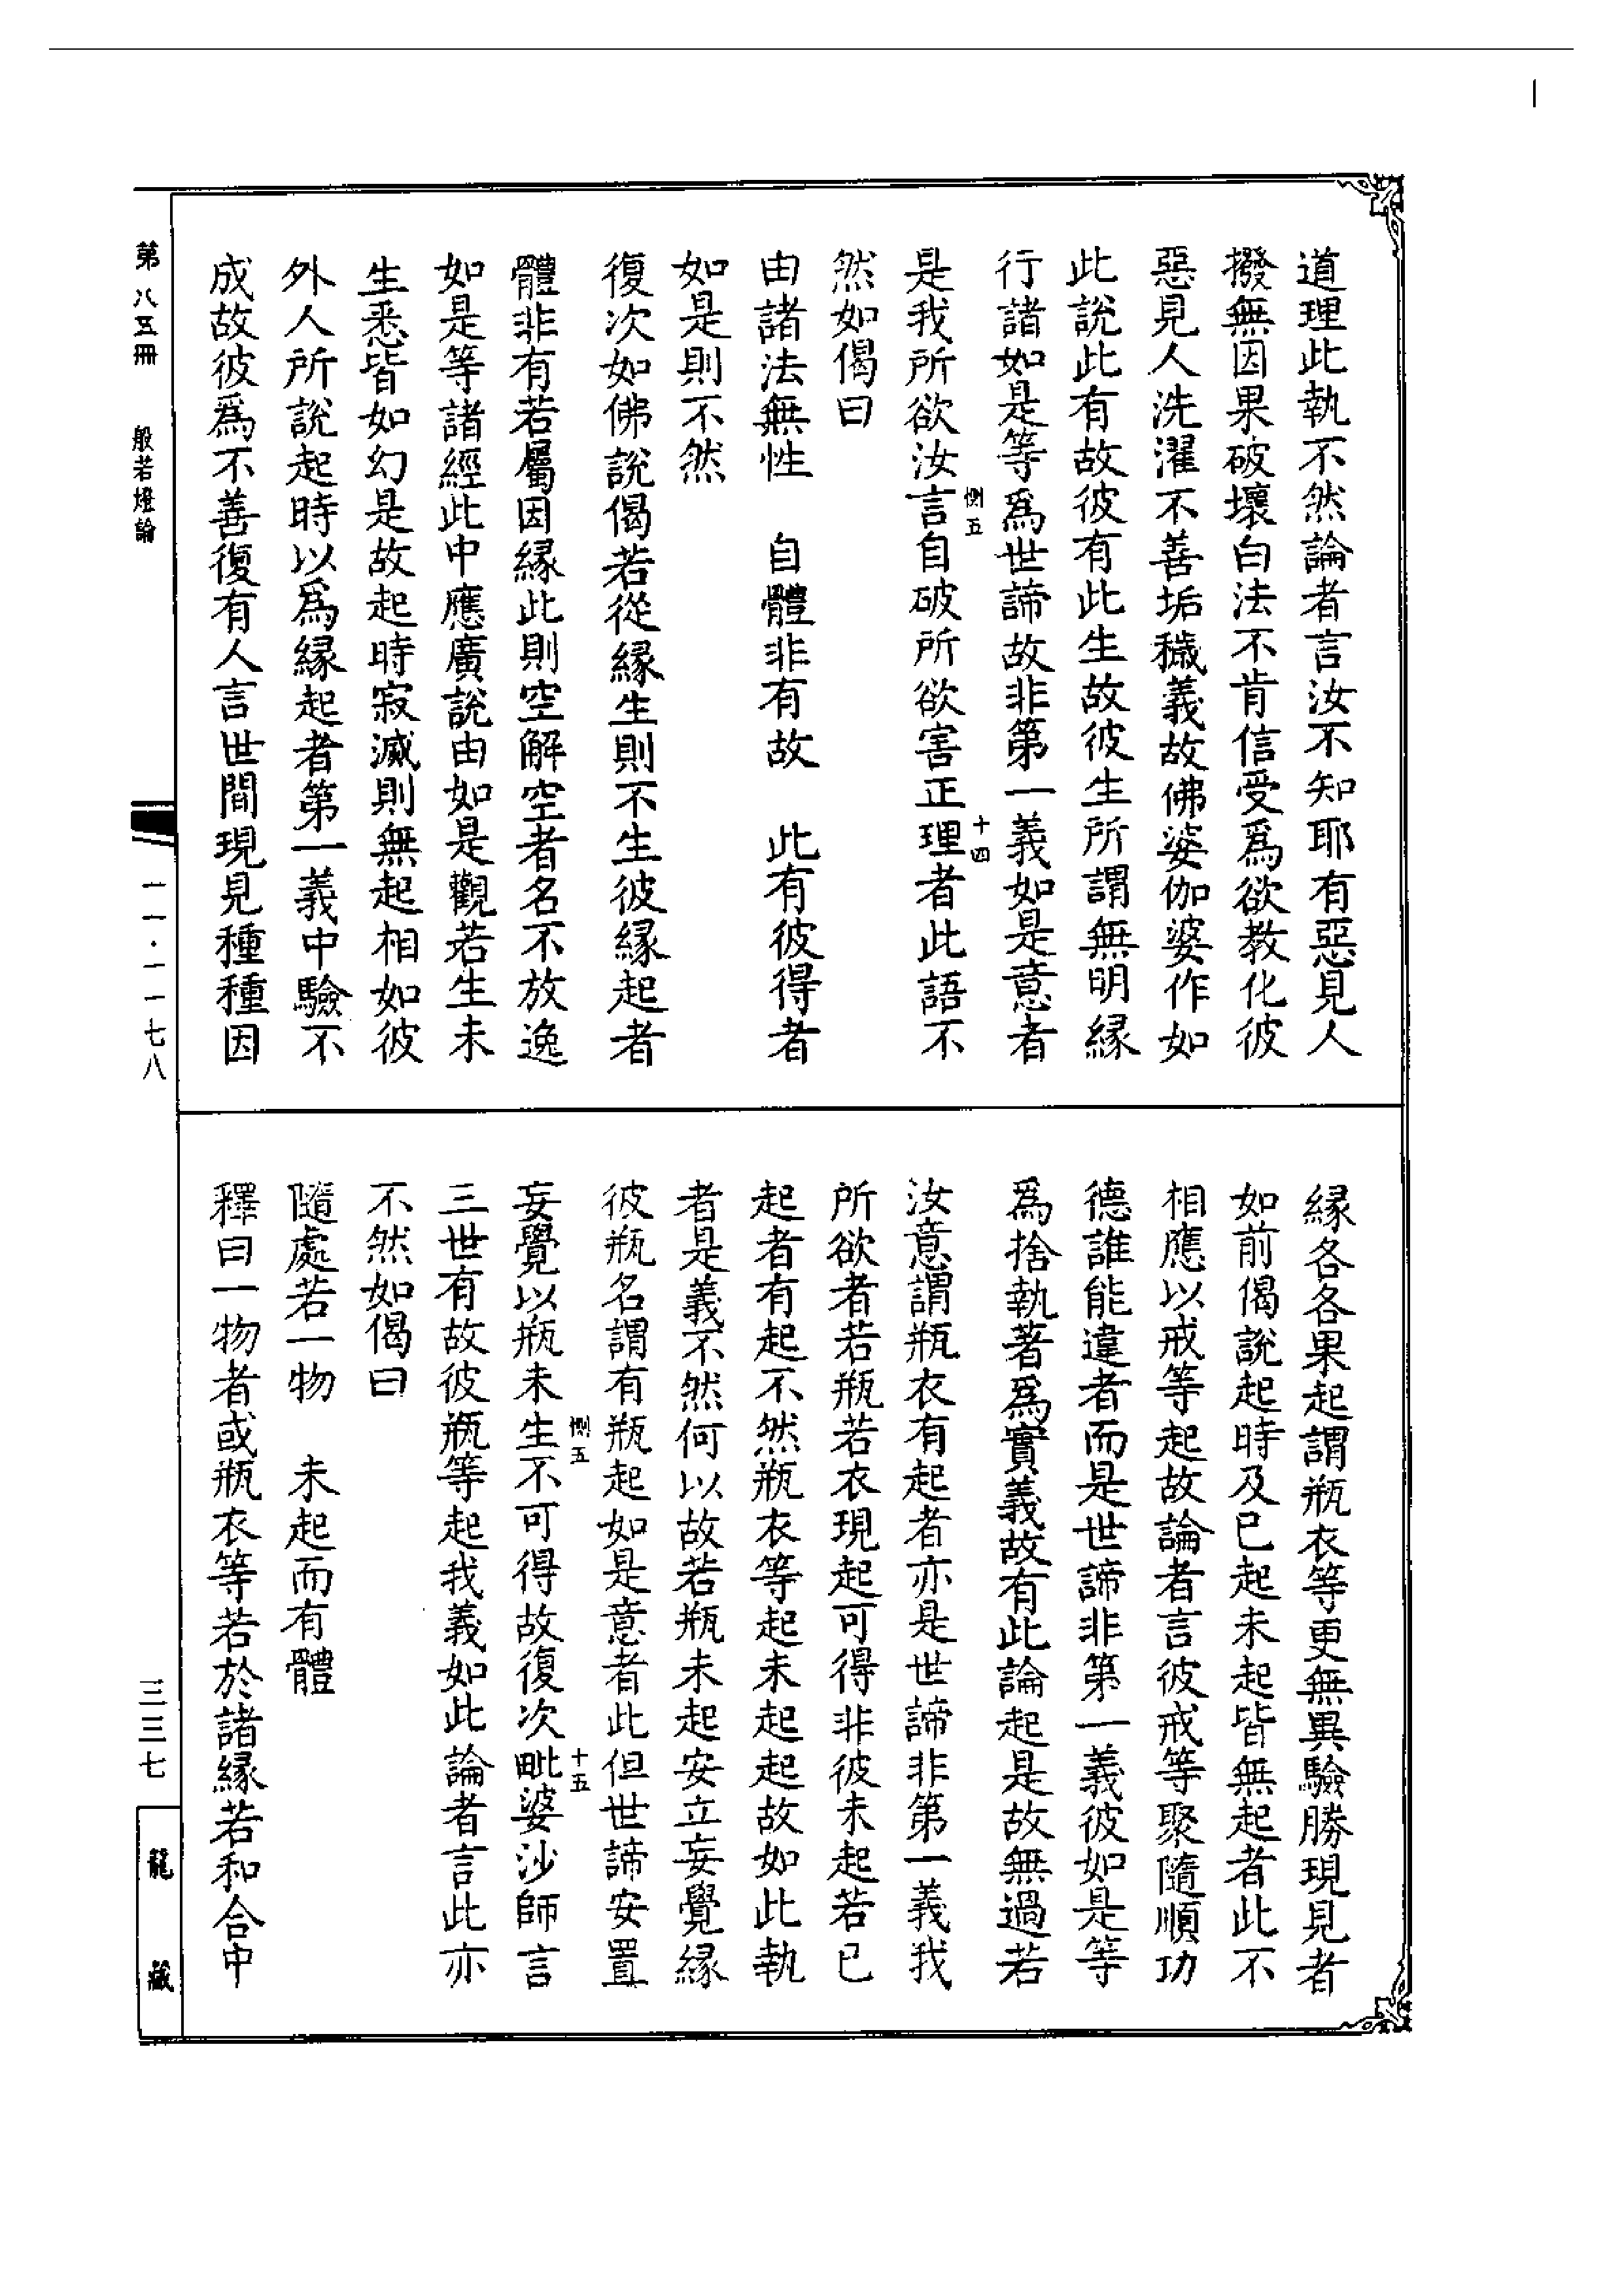 道理此執不然論者言汝不知耶有惡見人
撥無因果破壞白法不肯信受爲欲教化彼
惡見人洗濯不善垢穢義故佛婆伽婆作如
此說此有故彼有此生故彼生所謂無明緣
行諸如是等爲世諦故非第一義如是意者
是我所欲汝言自破所欲害正理者此語不
惻五
十四
然如偈曰
由諸法無性　自體非有故　此有彼得者
如是則不然
復次如佛說偈若從緣生則不生彼緣起者
體非有若屬因緣此則空解空者名不放逸
如是等諸經此中應廣說由如是觀若生未
生悉皆如幻是故起時寂滅則無起相如彼
外人所說起時以爲緣起者第一義中驗不
成故彼爲不善復有人言世間現見種種因
緣各各果起謂瓶衣等更無異驗勝現見者
如前偈說起時及已起未起皆無起者此不
相應以戒等起故論者言彼戒等聚隨順功
德誰能違者而是世諦非第一義彼如是等
爲捨執著爲實義故有此論起是故無過若
汝意謂瓶衣有起者亦是世諦非第一義我
所欲者若瓶若衣現起可得非彼未起若已
起者有起不然瓶衣等起未起起故如此執
者是義不然何以故若瓶未起安立妄覺緣
彼瓶名謂有瓶起如是意者此但世諦安置
妄覺以瓶未生不可得故復次毗婆沙師言
惻五
十五
三世有故彼瓶等起我義如此論者言此亦
不然如偈曰
隨處若一物　未起而有體
釋曰一物者或瓶衣等若於諸緣若和合中
第八五冊　般若燈論
一一·一一七八
三三七
龍藏